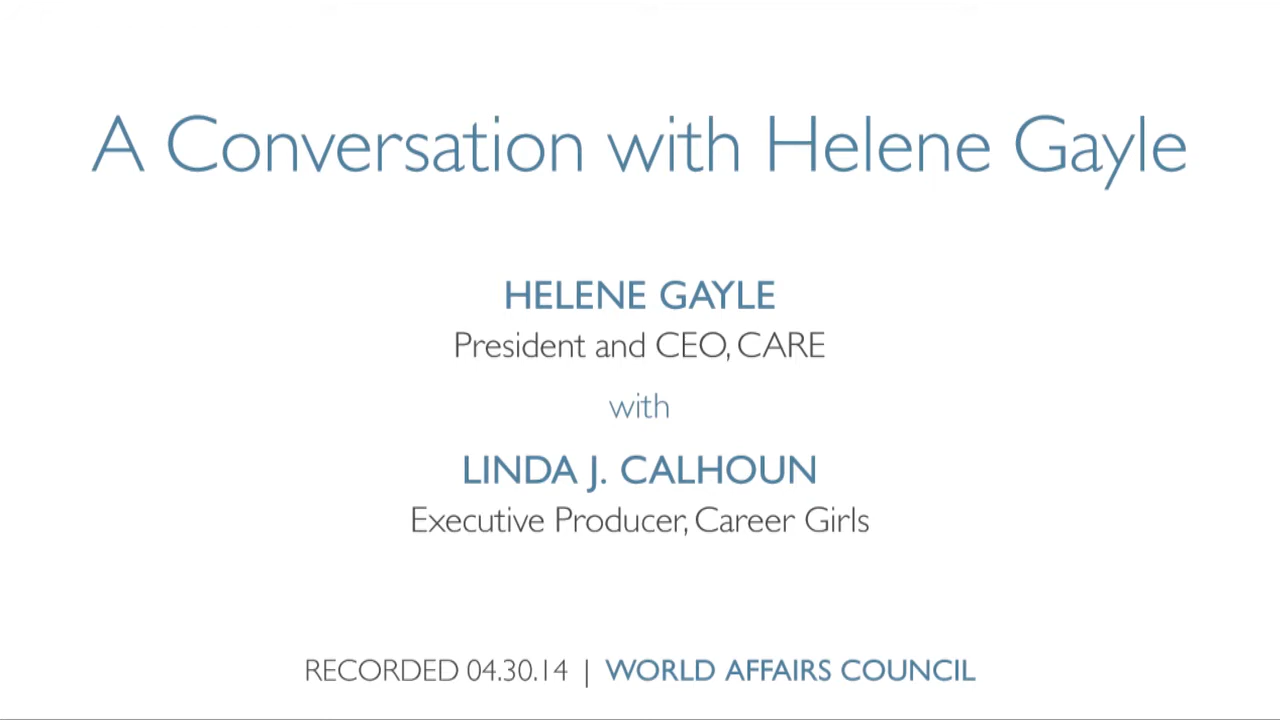 A Conversation with Helene Gayle
HELENE GAYLE
President and CEO, CARE
with
LINDA J. CALHOUN
Executive Producer, Career Girls
RECORDED 04.30.14 | WORLD AFFAIRS COUNCIL